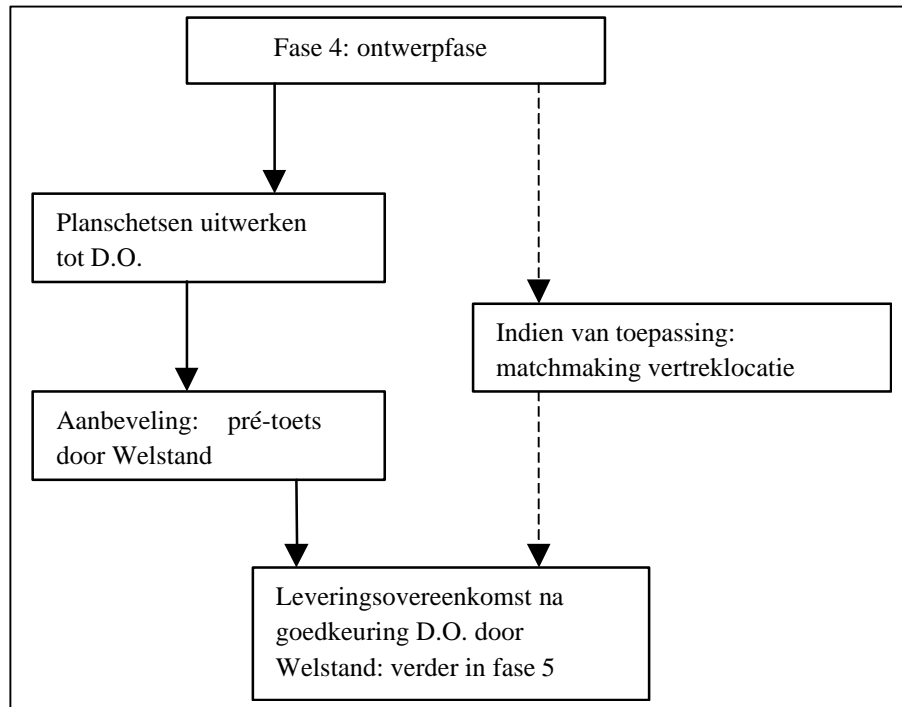 Fase 4: ontwerpfase
Planschetsen uitwerken
tot D.O.
Indien van toepassing:
matchmaking vertreklocatie
Aanbeveling: pré-toets
door Welstand
Leveringsovereenkomst na
goedkeuring D.O. door
Welstand: verder in fase 5